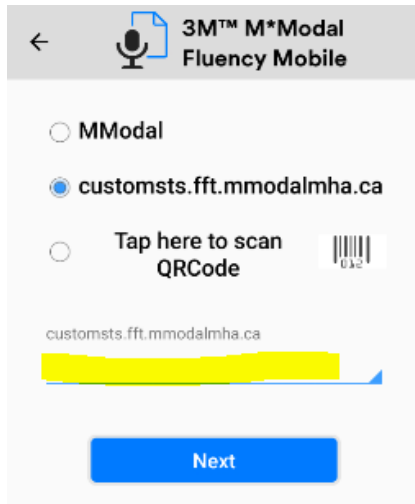 3M™ M*Modal
Fluency Mobile
MModal
customsts.fft.mmodalmha.ca
Tap here to scan
QRCode
012
customsts.fft.mmodalmha.ca
Next